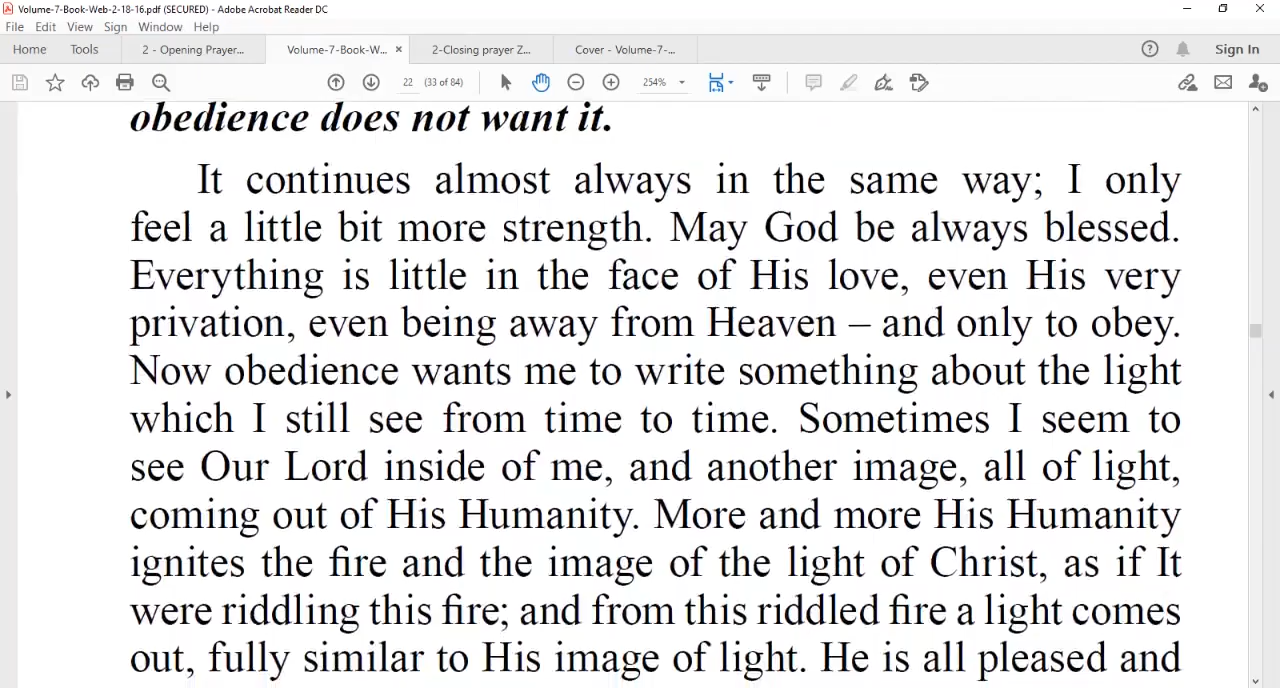 Volume-7-Book-Web-2-18-16.pdf (SECURED) - Adobe Acrobat Reader DC
File Edit View Sign Window Help
Home Tools 2 - Opening Prayer... Volume-7-Book-W... × 2-Closing prayer Z... Cover - Volume-7-... Sign In
22 (33 of 84) 254%
obedience does not want it.
It continues almost always in the same way; I only
feel a little bit more strength. May God be always blessed.
Everything is little in the face of His love, even His very
privation, even being away from Heaven – and only to obey.
Now obedience wants me to write something about the light
which I still see from time to time. Sometimes I seem to
see Our Lord inside of me, and another image, all of light,
coming out of His Humanity. More and more His Humanity
ignites the fire and the image of the light of Christ, as if It
were riddling this fire; and from this riddled fire a light comes
out, fully similar to His image of light. He is all pleased and